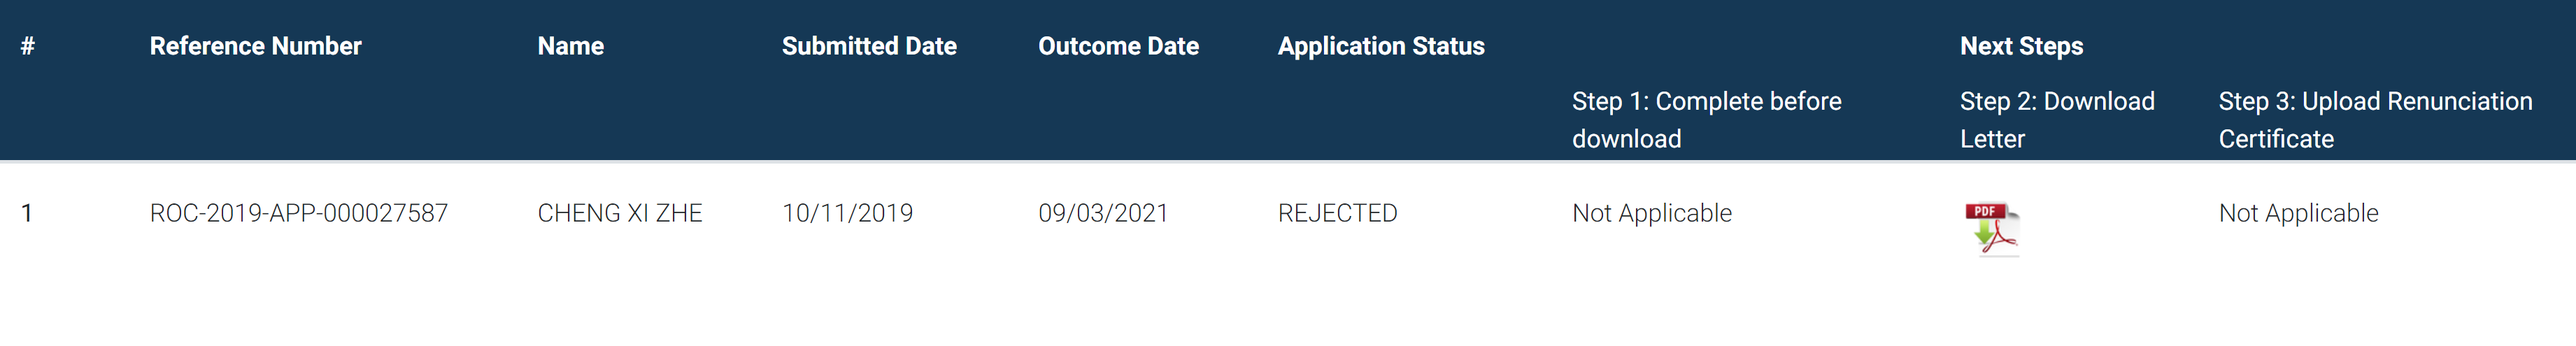 # Reference Number Name Submitted Date Outcome Date Application Status Next Steps
Step 1: Complete before download Step 2: Download Letter Step 3: Upload Renunciation Certificate
1 ROC-2019-APP-000027587 CHENG XI ZHE 10/11/2019 09/03/2021 REJECTED Not Applicable PDF Not Applicable